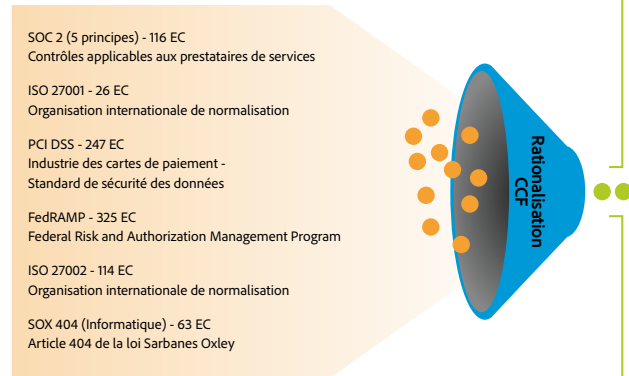 SOC 2 (5 principes) - 116 EC
Contrôles applicables aux prestataires de services
ISO 27001 - 26 EC
Organisation internationale de normalisation
PCI DSS - 247 EC
Industrie des cartes de paiement -
Standard de sécurité des données
FedRAMP - 325 EC
Federal Risk and Authorization Management Program
ISO 27002 - 114 EC
Organisation internationale de normalisation
SOX 404 (Informatique) - 63 EC
Article 404 de la loi Sarbanes Oxley
Rationalisation
CCF